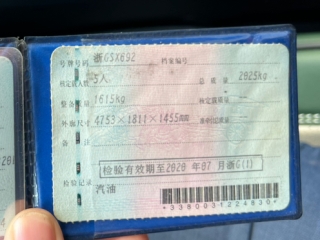 号牌号码 浙GSX692 档案编号
核定载人数 5人 总质量 2025kg
整备质量 1615kg 核定载质量 —
外廓尺寸 4753×1811×1455mm 准牵引总质量 —
备注
检验有效期至2020年07月浙G(1)
检验记录
汽油
*3380031224830*